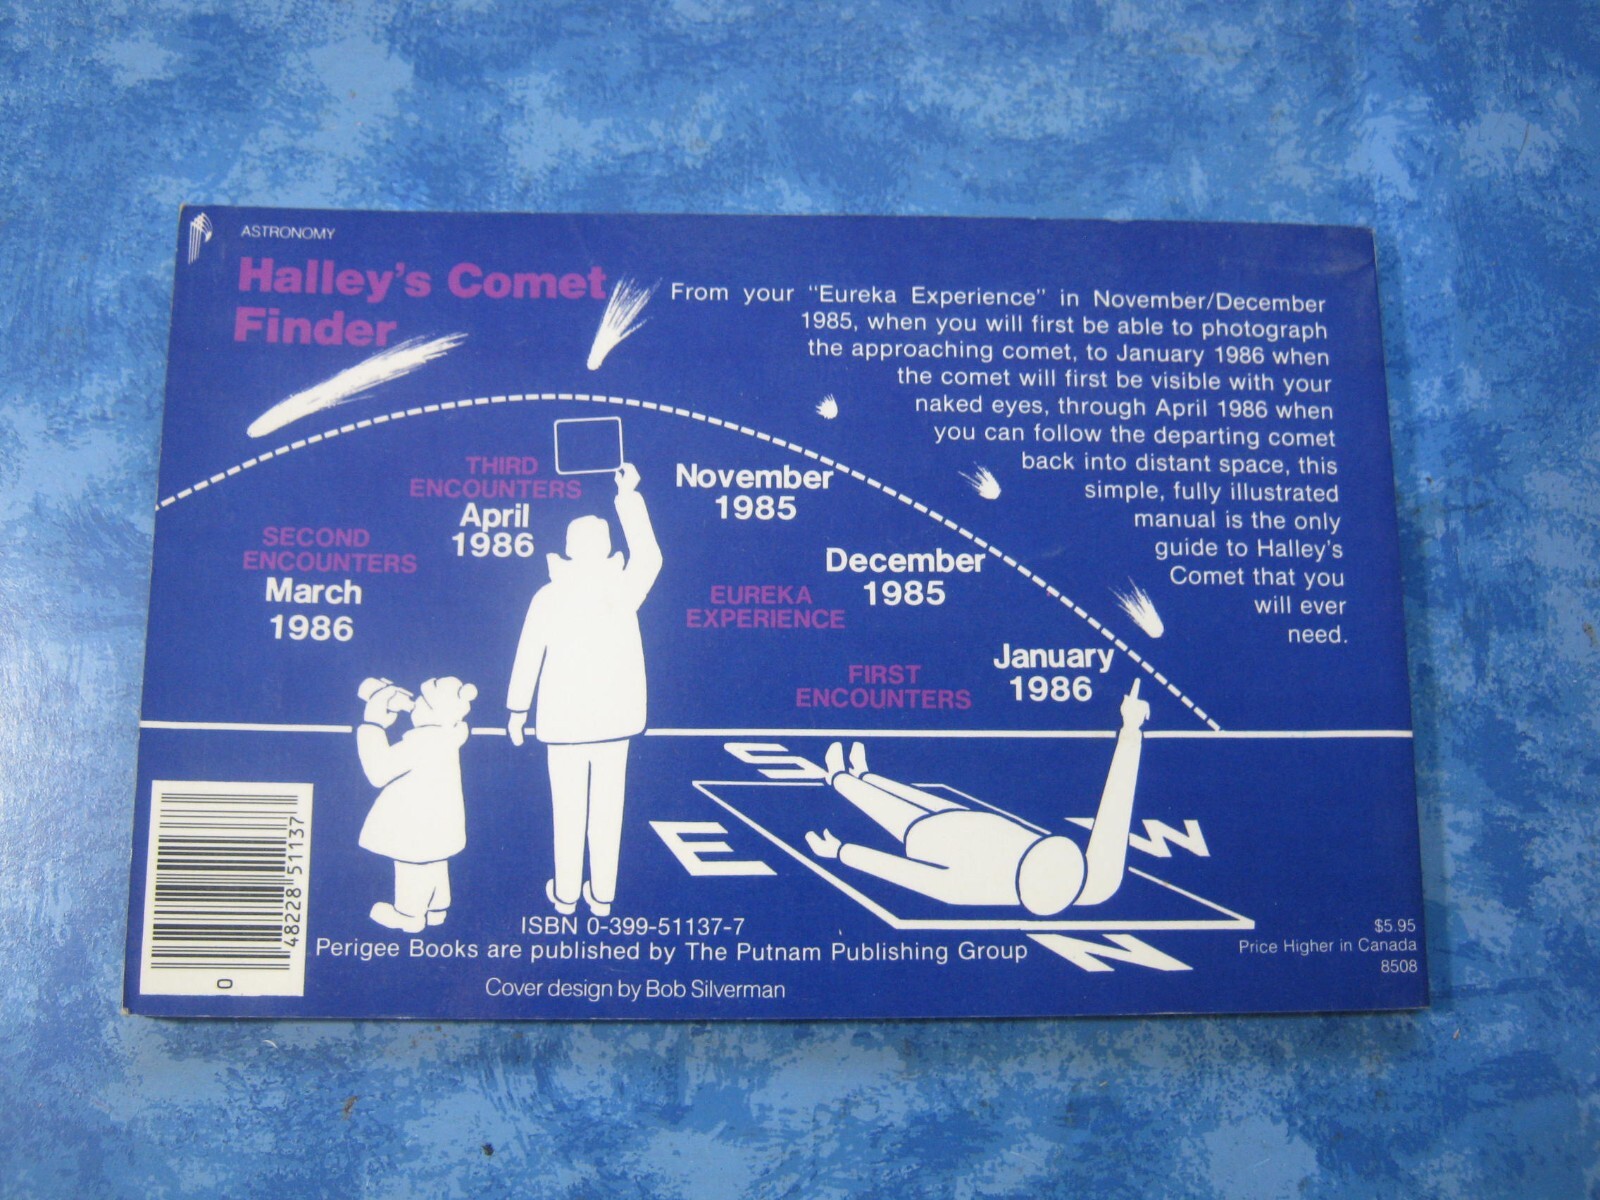 ASTRONOMY
Halley's Comet
Finder
From your "Eureka Experience" in November/December
1985, when you will first be able to photograph
the approaching comet, to January 1986 when
the comet will first be visible with your
naked eyes, through April 1986 when
you can follow the departing comet
back into distant space, this
simple, fully illustrated
manual is the only
guide to Halley's
Comet that you
will ever
need.
THIRD
ENCOUNTERS
April
1986
SECOND
ENCOUNTERS
March
1986
November
1985
December
1985
EUREKA
EXPERIENCE
January
1986
FIRST
ENCOUNTERS
S
E
W
N
48228 51137
0
ISBN 0-399-51137-7
Perigee Books are published by The Putnam Publishing Group
Cover design by Bob Silverman
$5.95
Price Higher in Canada
8508